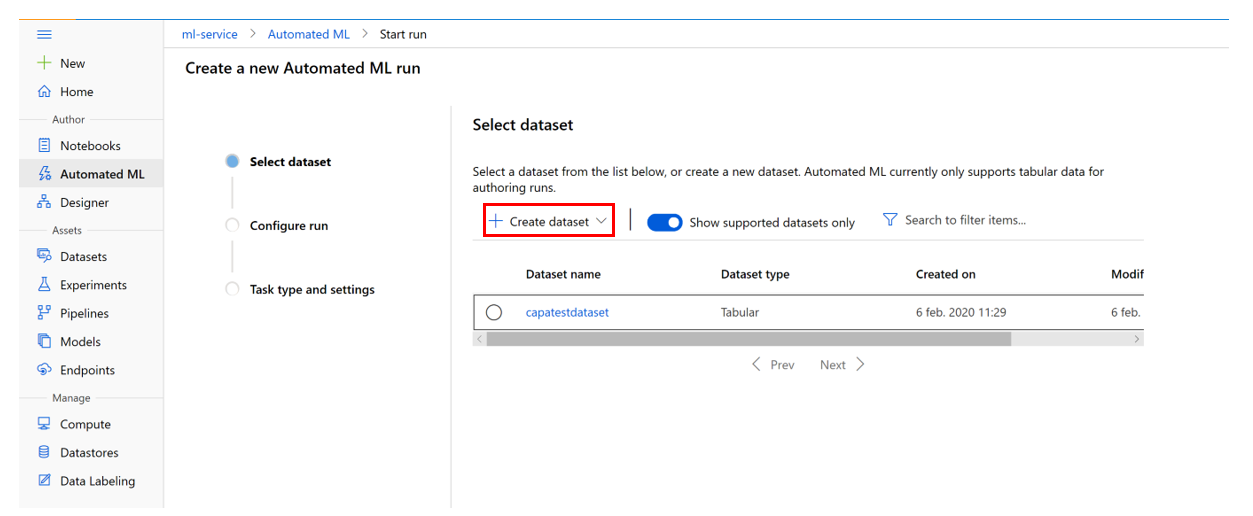 ml-service > Automated ML > Start run
New
Home
Author
Notebooks
Automated ML
Designer
Assets
Datasets
Experiments
Pipelines
Models
Endpoints
Manage
Compute
Datastores
Data Labeling
Create a new Automated ML run
Select dataset
Configure run
Task type and settings
Select dataset
Select a dataset from the list below, or create a new dataset. Automated ML currently only supports tabular data for
authoring runs.
Create dataset Show supported datasets only Search to filter items...
Dataset name Dataset type Created on Modif
capatestdataset Tabular 6 feb. 2020 11:29 6 feb.
Prev Next